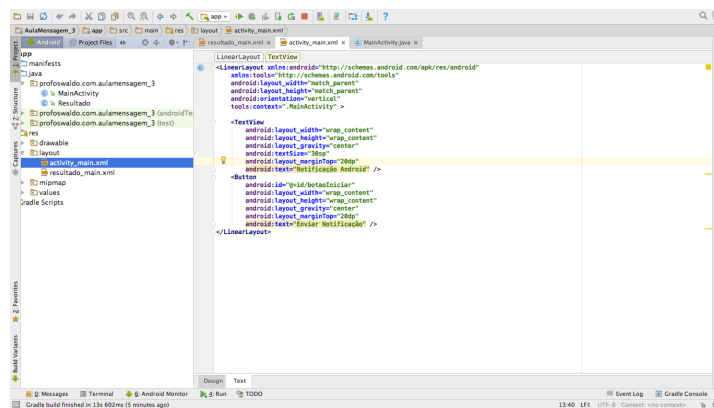 app
AulaMensagem_3 app src main res layout activity_main.xml
Android Project Files
resultado_main.xml × activity_main.xml × MainActivity.java ×
1: Project
Z: Structure
Captures
2: Favorites
Build Variants
app
manifests
java
profoswaldo.com.aulamensagem_3
MainActivity
Resultado
profoswaldo.com.aulamensagem_3 (androidTe
profoswaldo.com.aulamensagem_3 (test)
res
drawable
layout
activity_main.xml
resultado_main.xml
mipmap
values
Gradle Scripts
LinearLayout TextView
<LinearLayout xmlns:android="http://schemas.android.com/apk/res/android"
xmlns:tools="http://schemas.android.com/tools"
android:layout_width="match_parent"
android:layout_height="match_parent"
android:orientation="vertical"
tools:context=".MainActivity" >
<TextView
android:layout_width="wrap_content"
android:layout_height="wrap_content"
android:layout_gravity="center"
android:textSize="30sp"
android:layout_marginTop="20dp"
android:text="Notificação Android" />
<Button
android:id="@+id/botaoIniciar"
android:layout_width="wrap_content"
android:layout_height="wrap_content"
android:layout_gravity="center"
android:layout_marginTop="20dp"
android:text="Enviar Notificação" />
</LinearLayout>
Design Text
0: Messages Terminal 6: Android Monitor 4: Run TODO Event Log Gradle Console
Gradle build finished in 13s 602ms (5 minutes ago) 13:40 LF÷ UTF-8 Context: <no context>